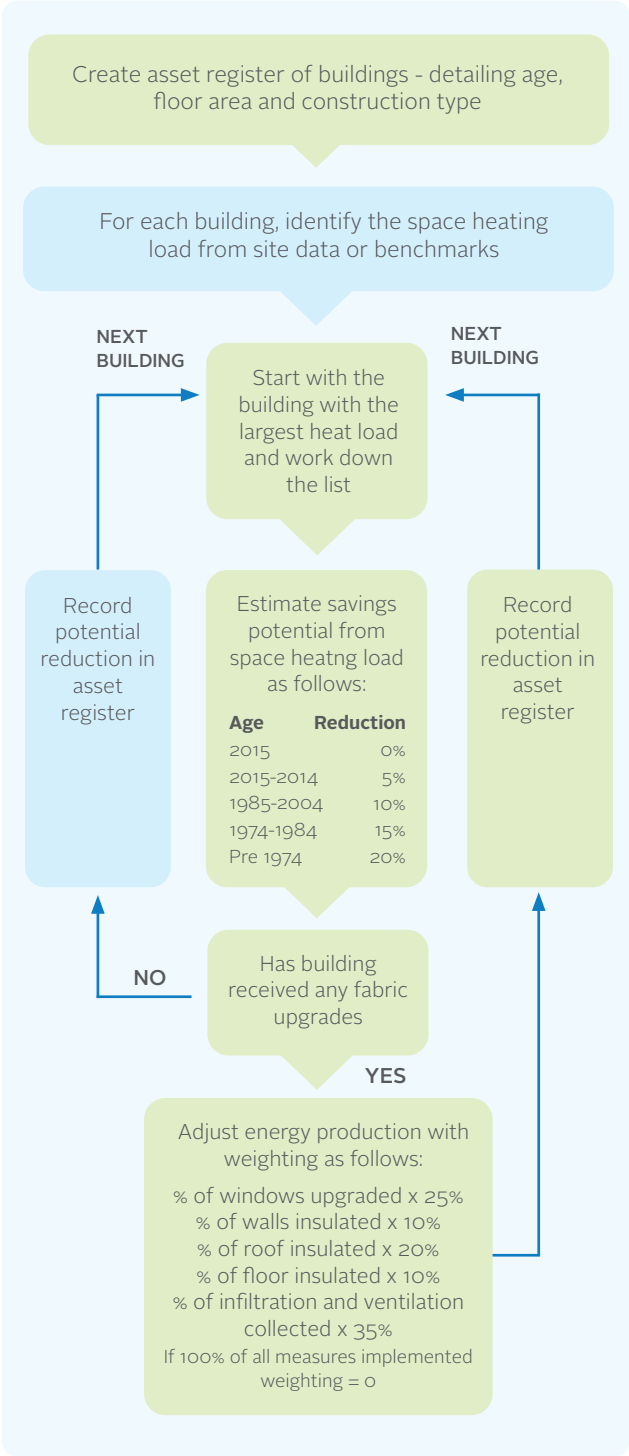 Create asset register of buildings - detailing age,
floor area and construction type
For each building, identify the space heating
load from site data or benchmarks
NEXT
BUILDING
NEXT
BUILDING
Start with the
building with the
largest heat load
and work down
the list
Record
potential
reduction in
asset
register
Estimate savings
potential from
space heatng load
as follows:
Age Reduction
2015 0%
2015-2014 5%
1985-2004 10%
1974-1984 15%
Pre 1974 20%
Record
potential
reduction in
asset
register
Has building
received any fabric
upgrades
NO
YES
Adjust energy production with
weighting as follows:
% of windows upgraded x 25%
% of walls insulated x 10%
% of roof insulated x 20%
% of floor insulated x 10%
% of infiltration and ventilation
collected x 35%
If 100% of all measures implemented
weighting = 0